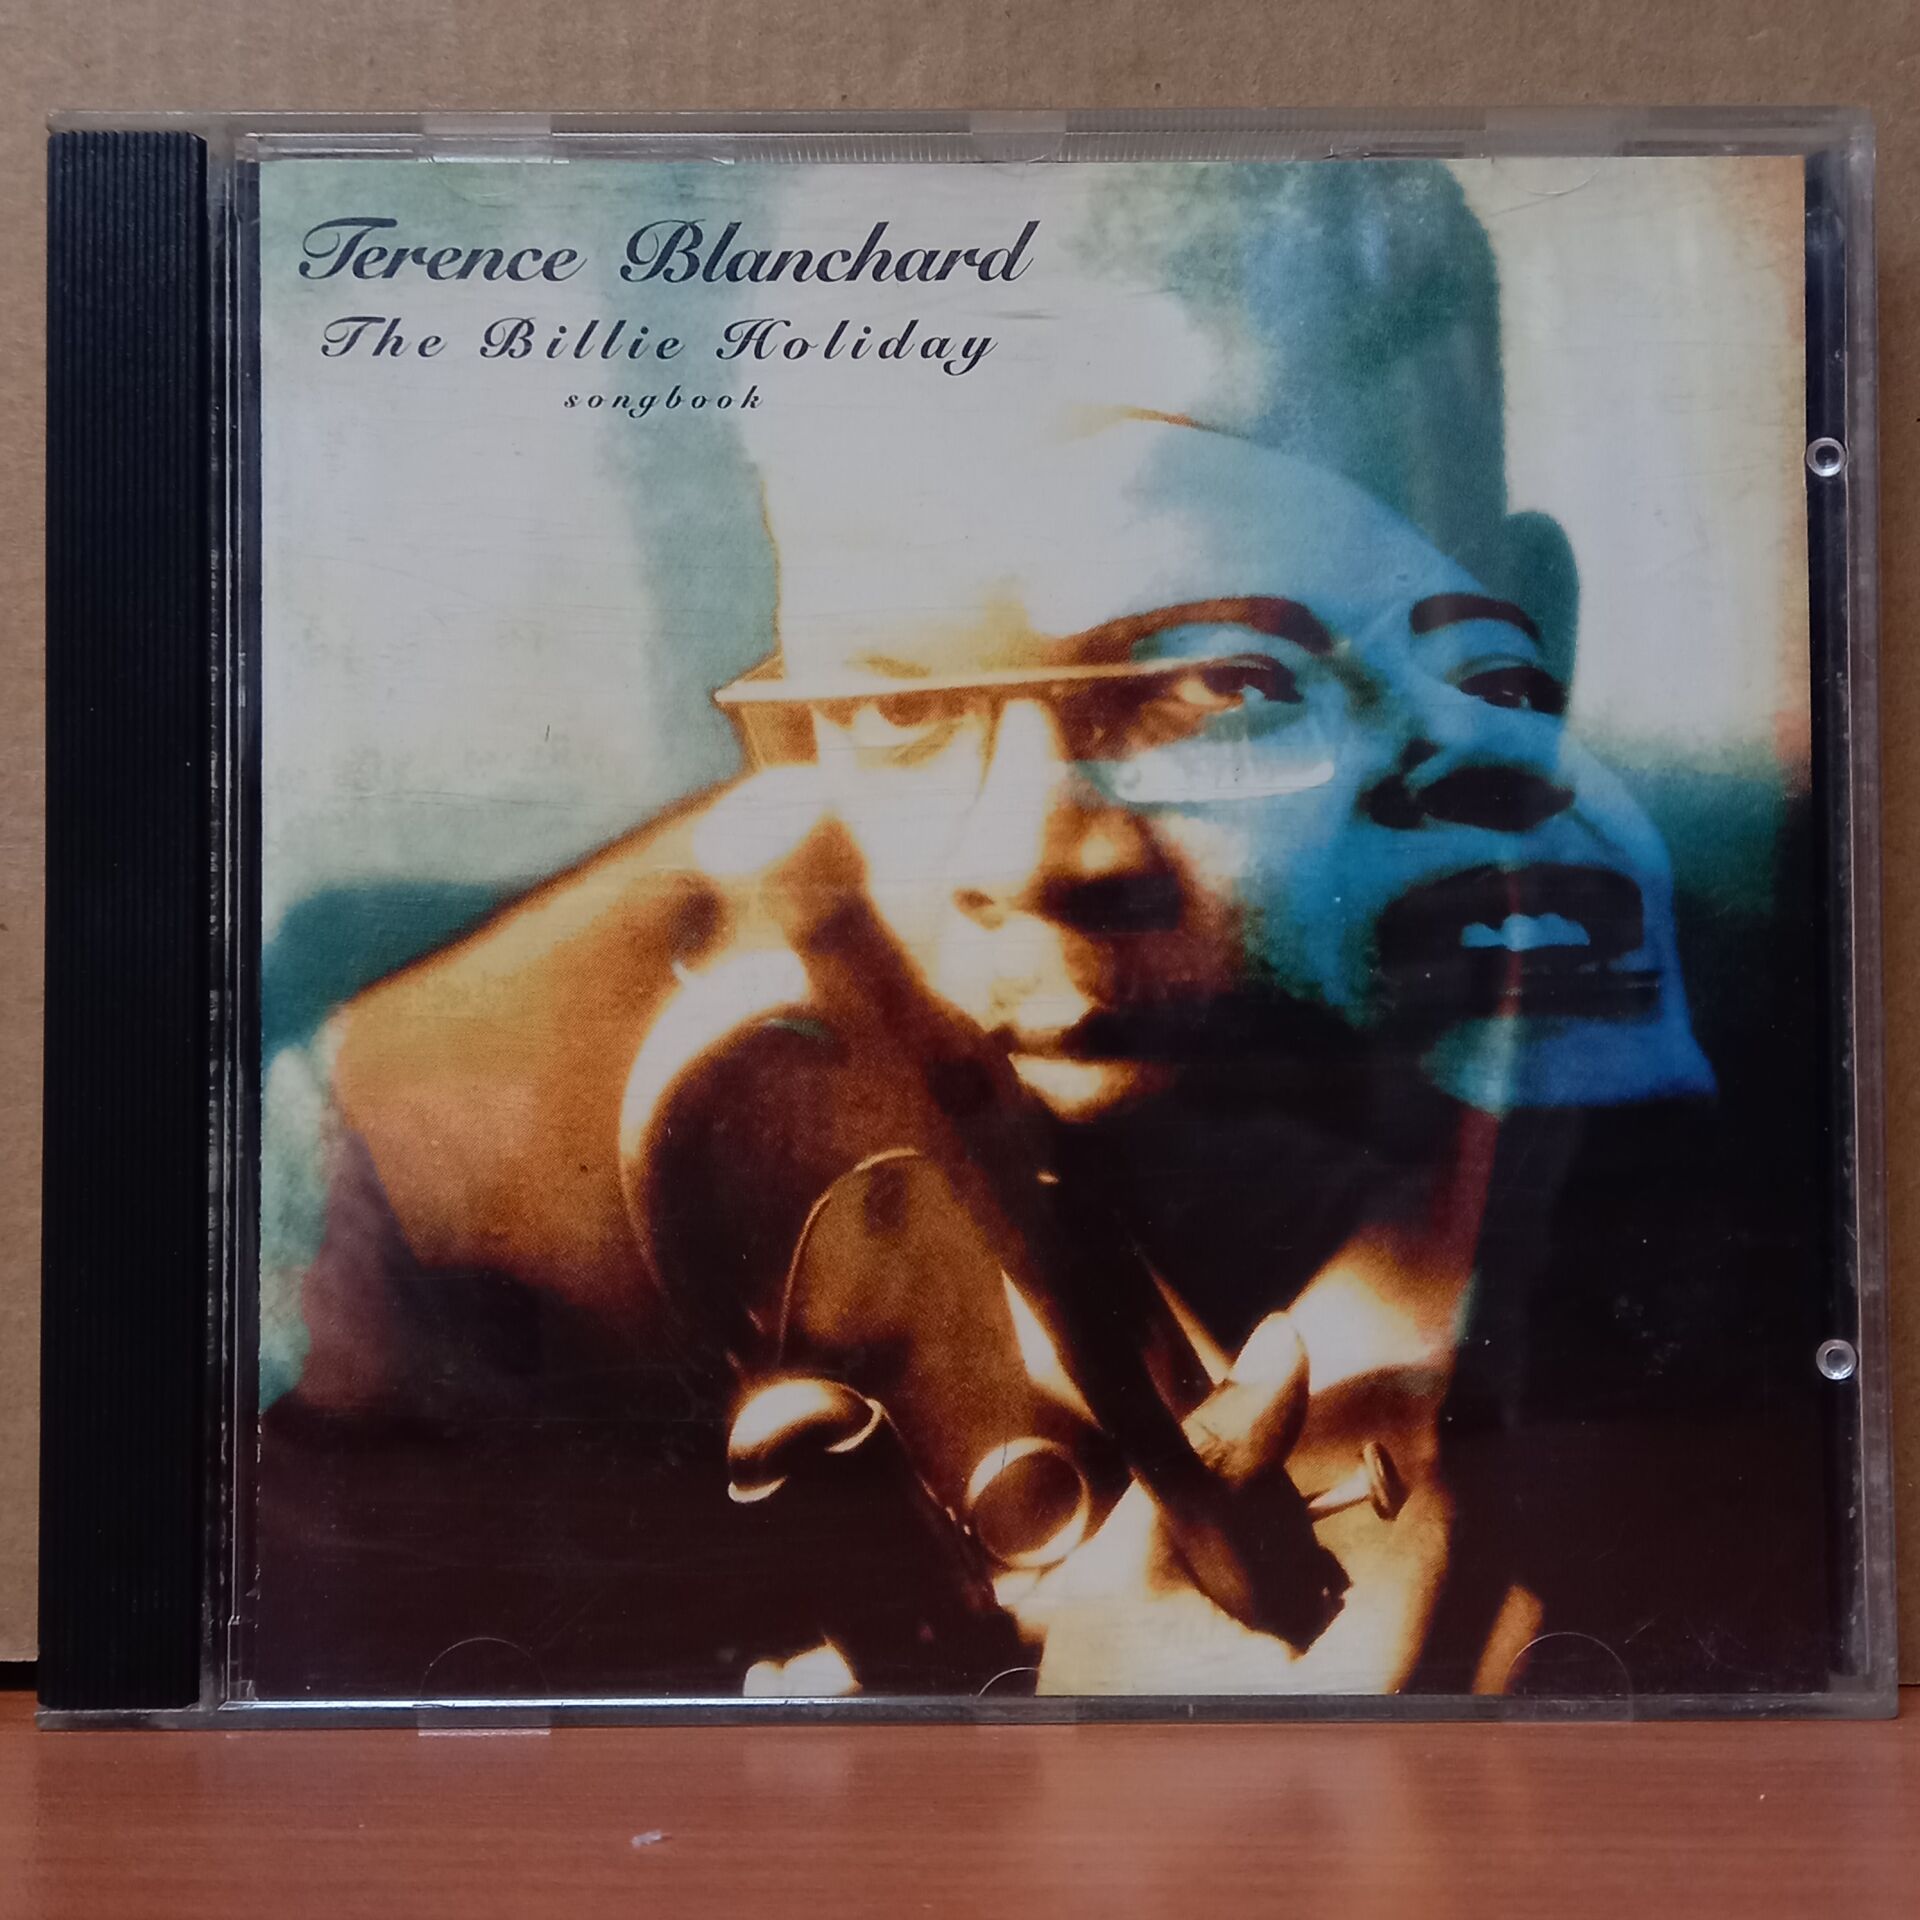 Terence Blanchard
The Billie Holiday
songbook